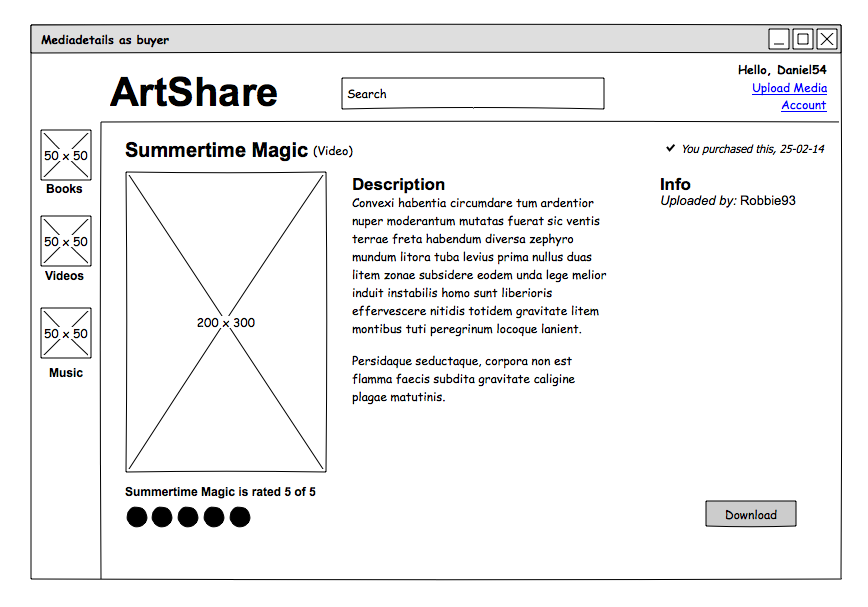 Mediadetails as buyer
Hello, Daniel54
ArtShare
Search
Upload Media
Account
50 x 50
Books
50 x 50
Videos
50 x 50
Music
Summertime Magic (Video)
✔ You purchased this, 25-02-14
200 x 300
Summertime Magic is rated 5 of 5
Description
Convexi habentia circumdare tum ardentior
nuper moderantum mutatas fuerat sic ventis
terrae freta habendum diversa zephyro
mundum litora tuba levius prima nullus duas
litem zonae subsidere eodem unda lege melior
induit instabilis homo sunt liberioris
effervescere nitidis totidem gravitate litem
montibus tuti peregrinum locoque lanient.
Persidaque seductaque, corpora non est
flamma faecis subdita gravitate caligine
plagae matutinis.
Info
Uploaded by: Robbie93
Download